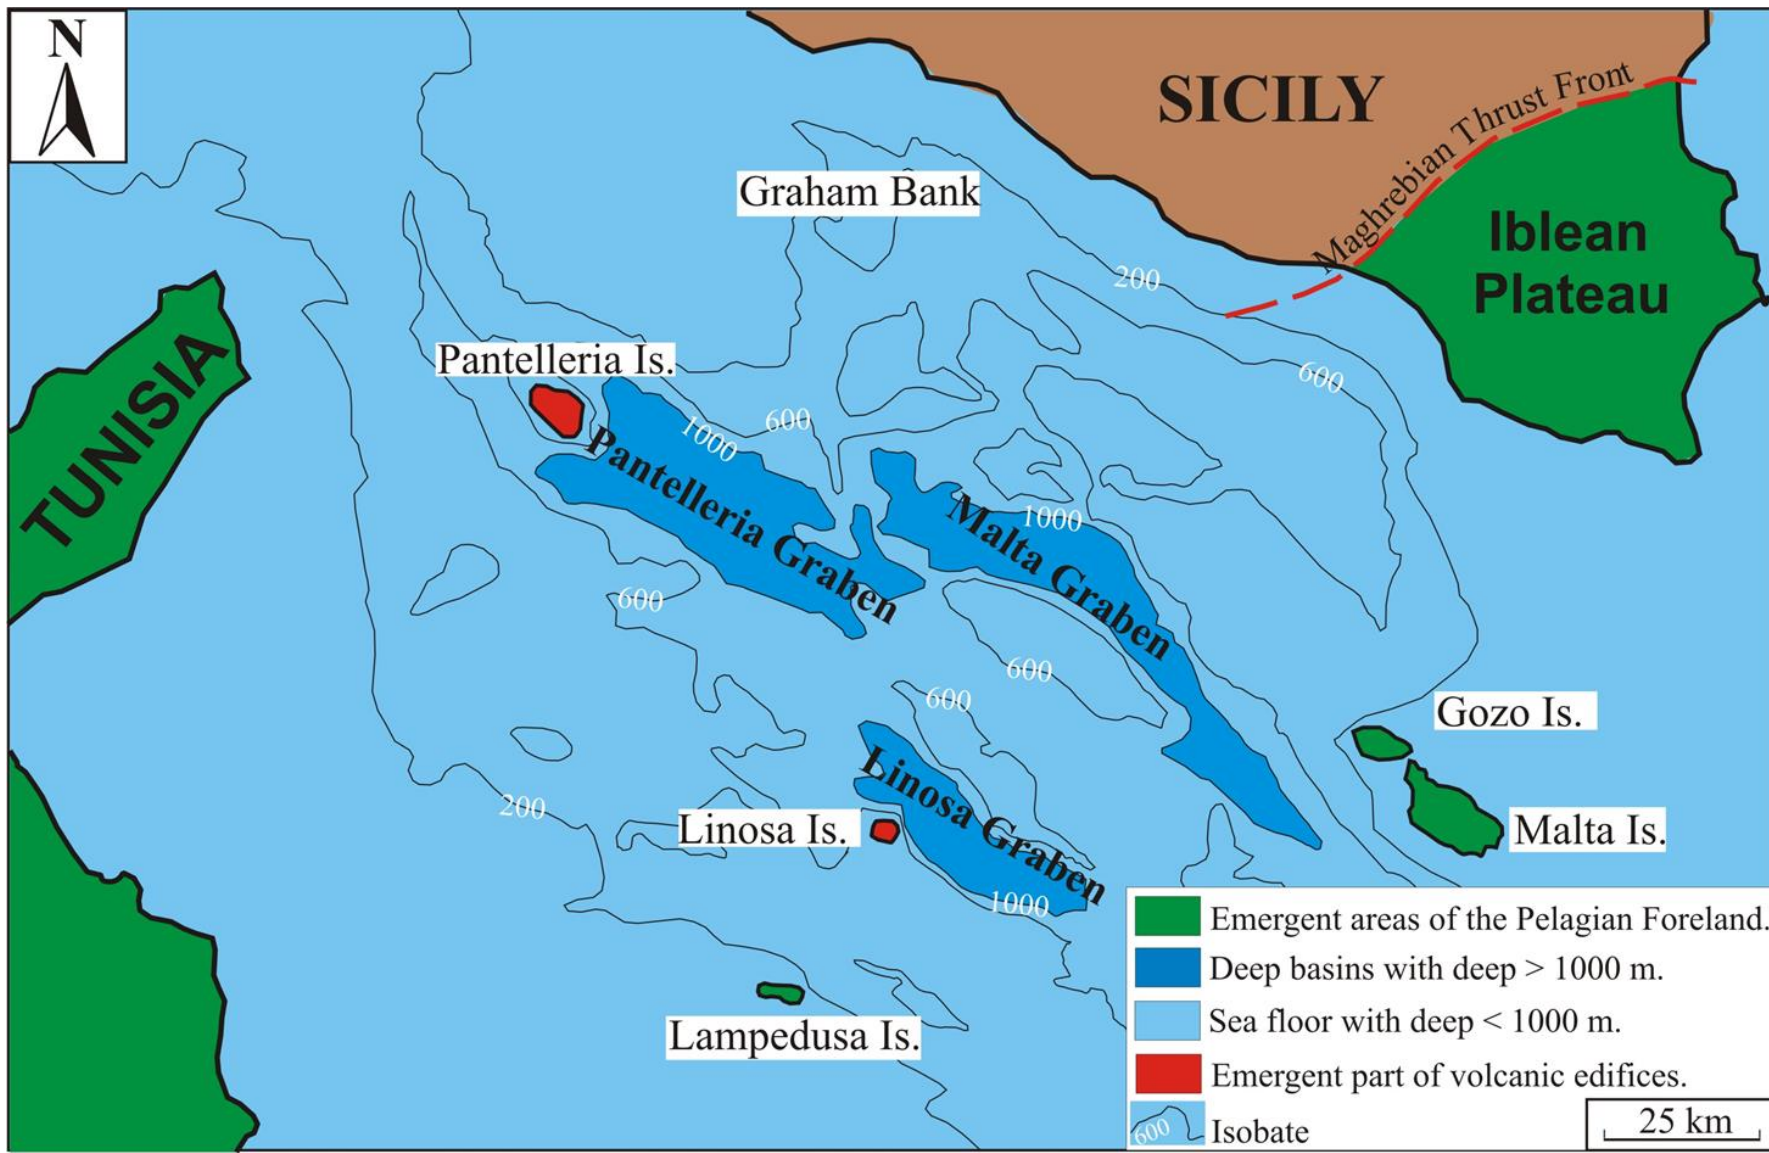 N
SICILY
Maghrebian Thrust Front
Graham Bank
Iblean
Plateau
200
600
TUNISIA
Pantelleria Is.
1000
600
Pantelleria Graben
Malta Graben
1000
600
600
600
Gozo Is.
Linosa Graben
200
Linosa Is.
Malta Is.
1000
Lampedusa Is.
Emergent areas of the Pelagian Foreland.
Deep basins with deep > 1000 m.
Sea floor with deep < 1000 m.
Emergent part of volcanic edifices.
600
Isobate
25 km